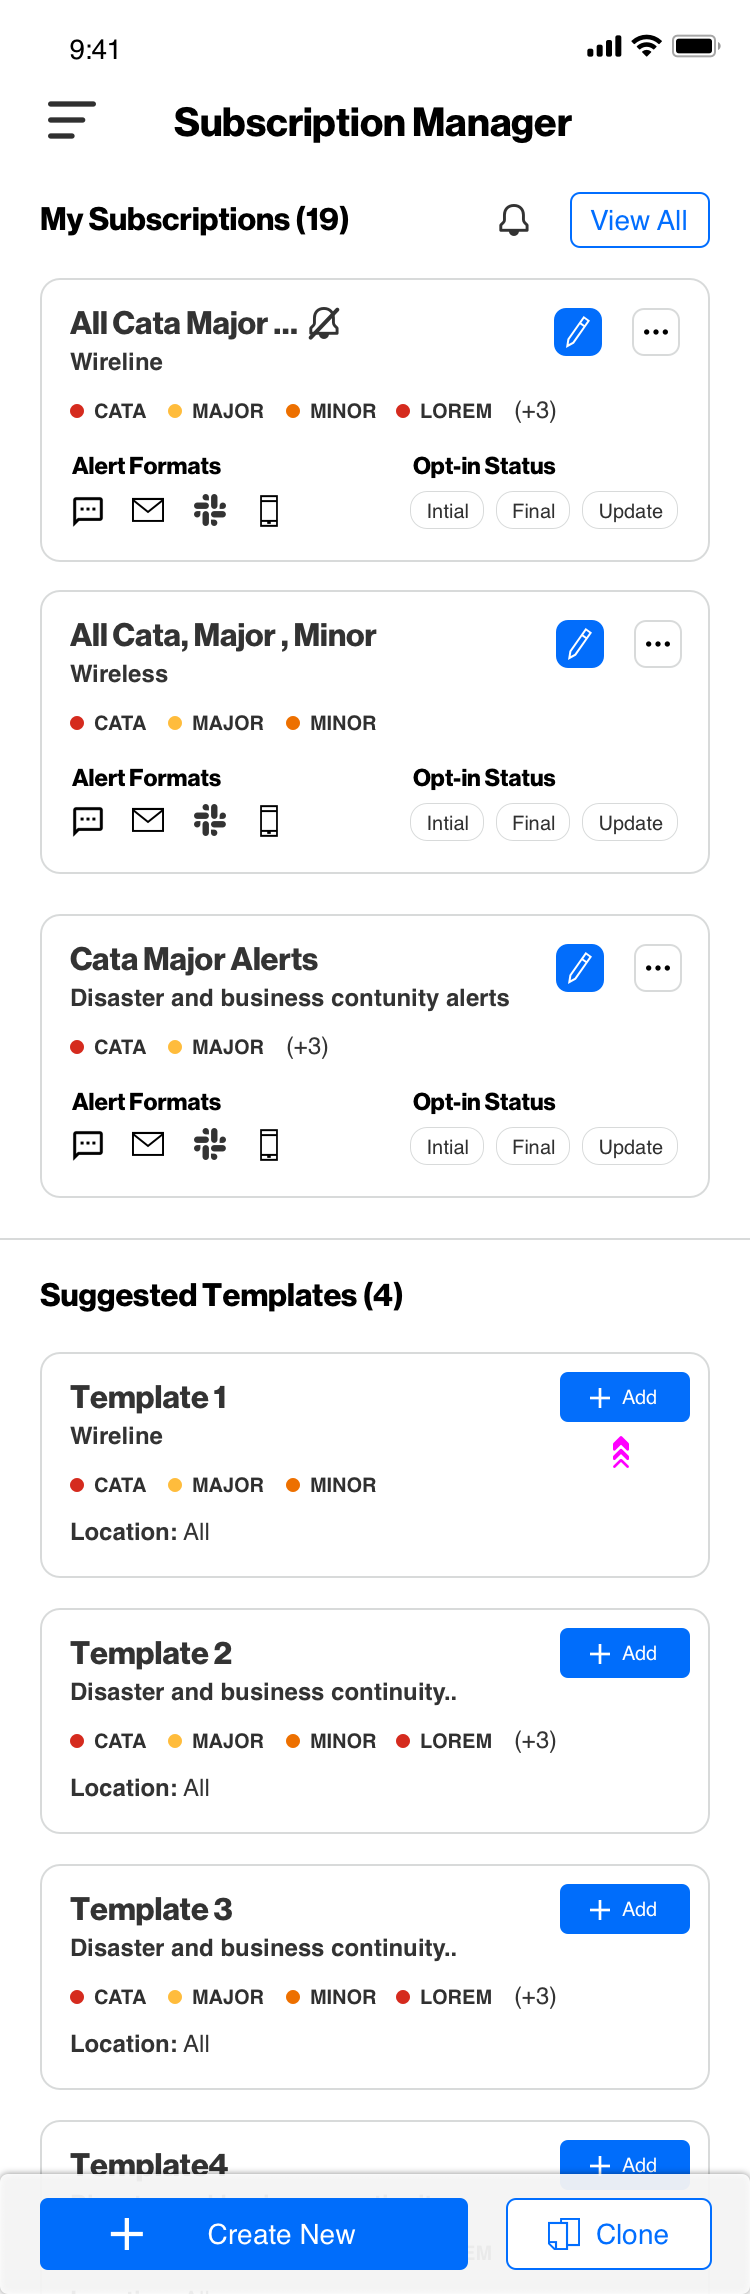 9:41
Subscription Manager
My Subscriptions (19)
View All
All Cata Major ...
Wireline
CATA MAJOR MINOR LOREM (+3)
Alert Formats
Opt-in Status
Intial Final Update
All Cata, Major , Minor
Wireless
CATA MAJOR MINOR
Alert Formats
Opt-in Status
Intial Final Update
Cata Major Alerts
Disaster and business contunity alerts
CATA MAJOR (+3)
Alert Formats
Opt-in Status
Intial Final Update
Suggested Templates (4)
Template 1
Add
Wireline
CATA MAJOR MINOR
Location: All
Template 2
Add
Disaster and business continuity..
CATA MAJOR MINOR LOREM (+3)
Location: All
Template 3
Add
Disaster and business continuity..
CATA MAJOR MINOR LOREM (+3)
Location: All
Template4
Add
Create New
Clone